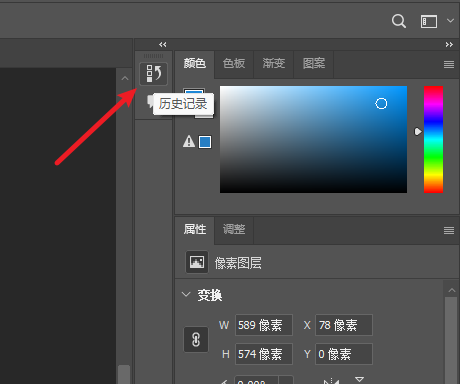 颜色 色板 渐变 图案
历史记录
属性 调整
像素图层
变换
W 589 像素 X 78 像素
H 574 像素 Y 0 像素